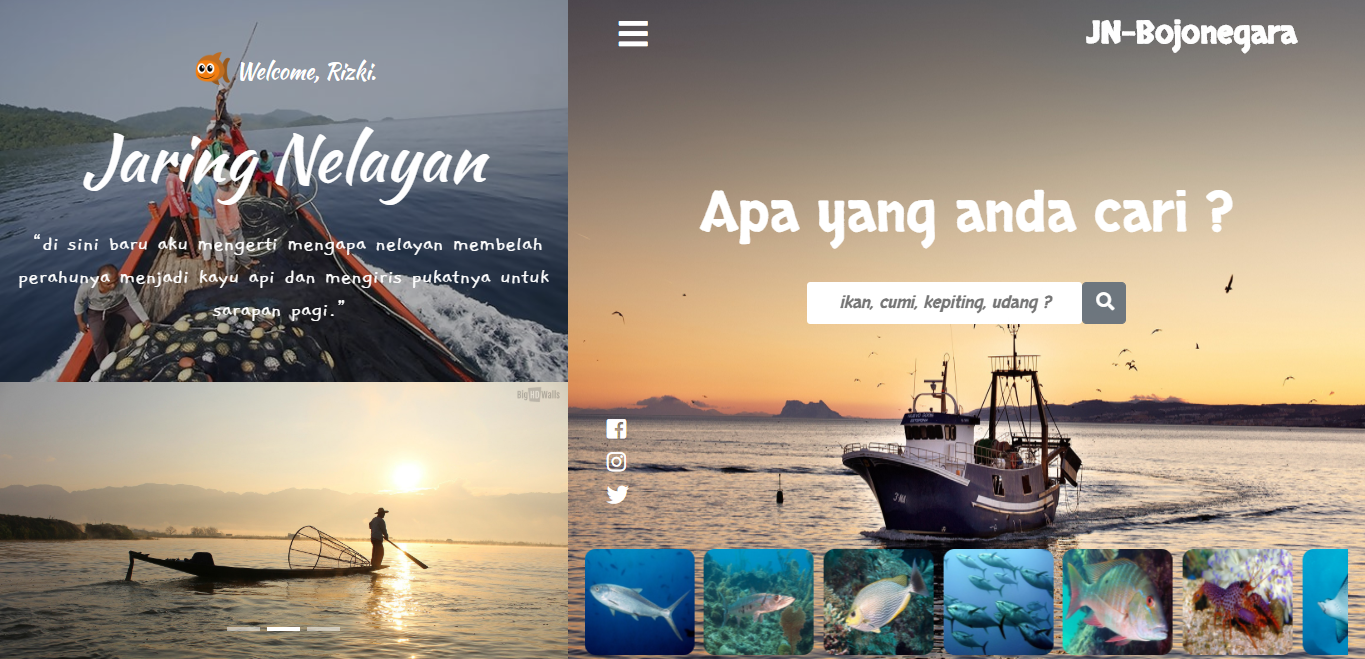 Welcome, Rizki.
Jaring Nelayan
“di sini baru aku mengerti mengapa nelayan membelah
perahunya menjadi kayu api dan mengiris pukatnya untuk
sarapan pagi.”
BigHDWalls
JN-Bojonegara
Apa yang anda cari ?
ikan, cumi, kepiting, udang ?